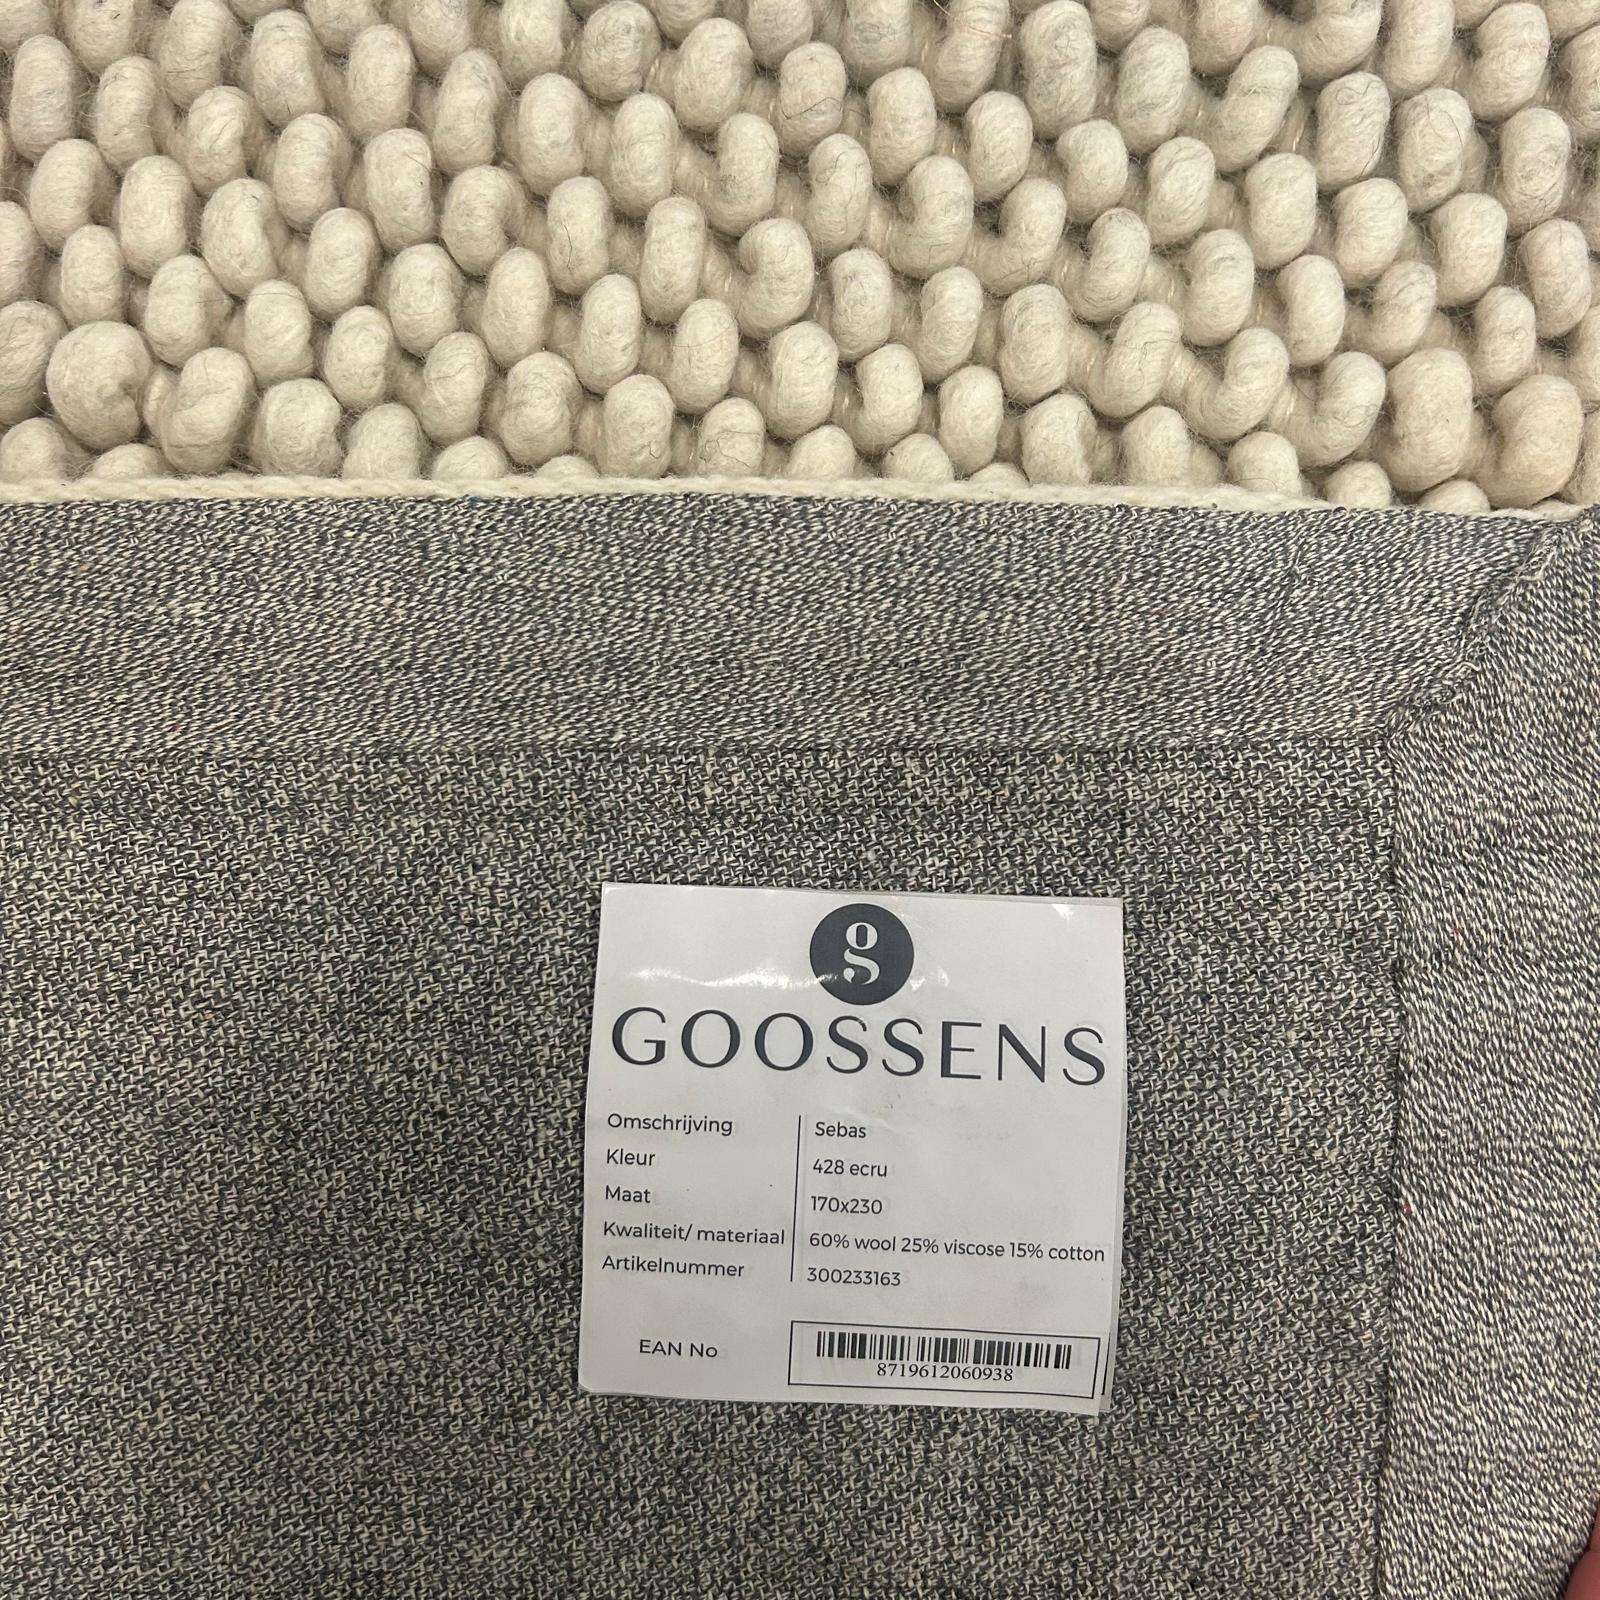 g
GOOSSENS
Omschrijving Sebas
Kleur 428 ecru
Maat 170x230
Kwaliteit/ materiaal 60% wool 25% viscose 15% cotton
Artikelnummer 300233163
EAN No 8719612060938